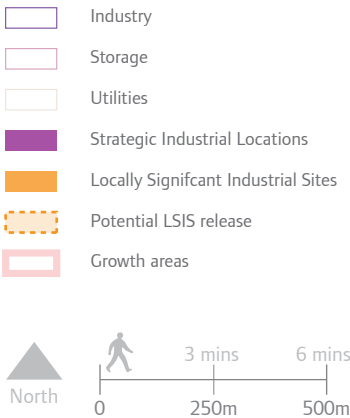 Industry
Storage
Utilities
Strategic Industrial Locations
Locally Signifcant Industrial Sites
Potential LSIS release
Growth areas
3 mins 6 mins
North
0 250m 500m